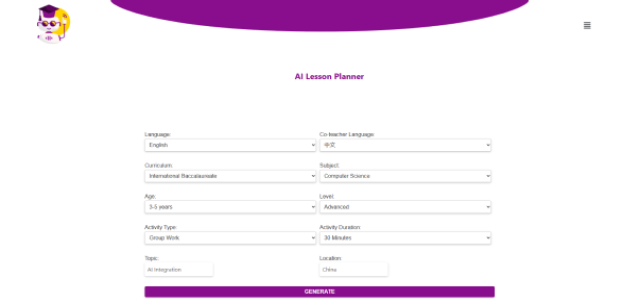 AI Lesson Planner
Language: Co-teacher Language:
English 中文
Curriculum: Subject:
International Baccalaureate Computer Science
Age: Level:
3-5 years Advanced
Activity Type: Activity Duration:
Group Work 30 Minutes
Topic: Location:
AI Integration China
GENERATE